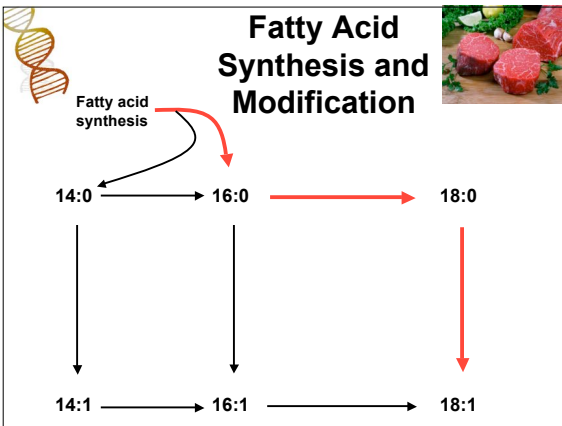 Fatty Acid
Synthesis and
Modification
Fatty acid
synthesis
14:0 16:0 18:0
14:1 16:1 18:1